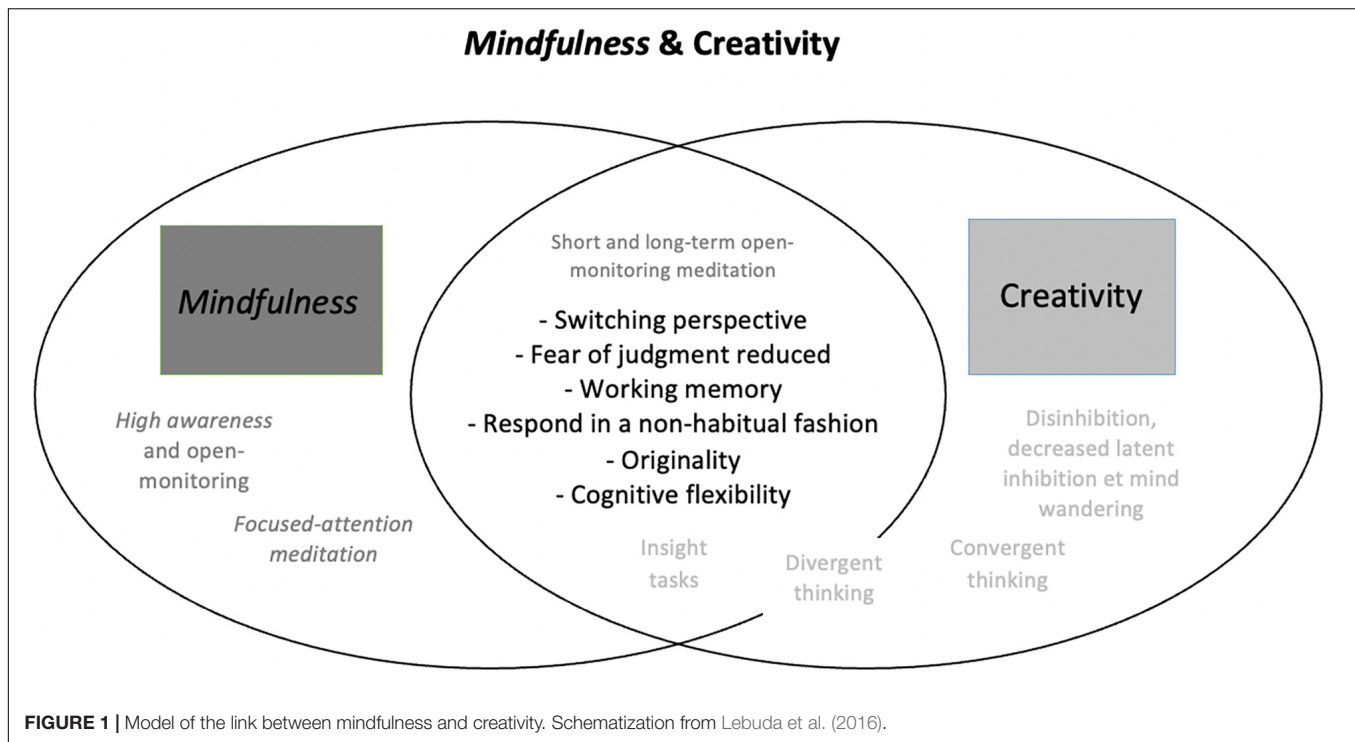 Mindfulness & Creativity
Short and long-term open-
monitoring meditation
Mindfulness
Creativity
- Switching perspective
- Fear of judgment reduced
- Working memory
- Respond in a non-habitual fashion
- Originality
- Cognitive flexibility
High awareness
and open-
monitoring
Focused-attention
meditation
Disinhibition,
decreased latent
inhibition et mind
wandering
Insight
tasks
Divergent
thinking
Convergent
thinking
FIGURE 1 | Model of the link between mindfulness and creativity. Schematization from Lebuda et al. (2016).